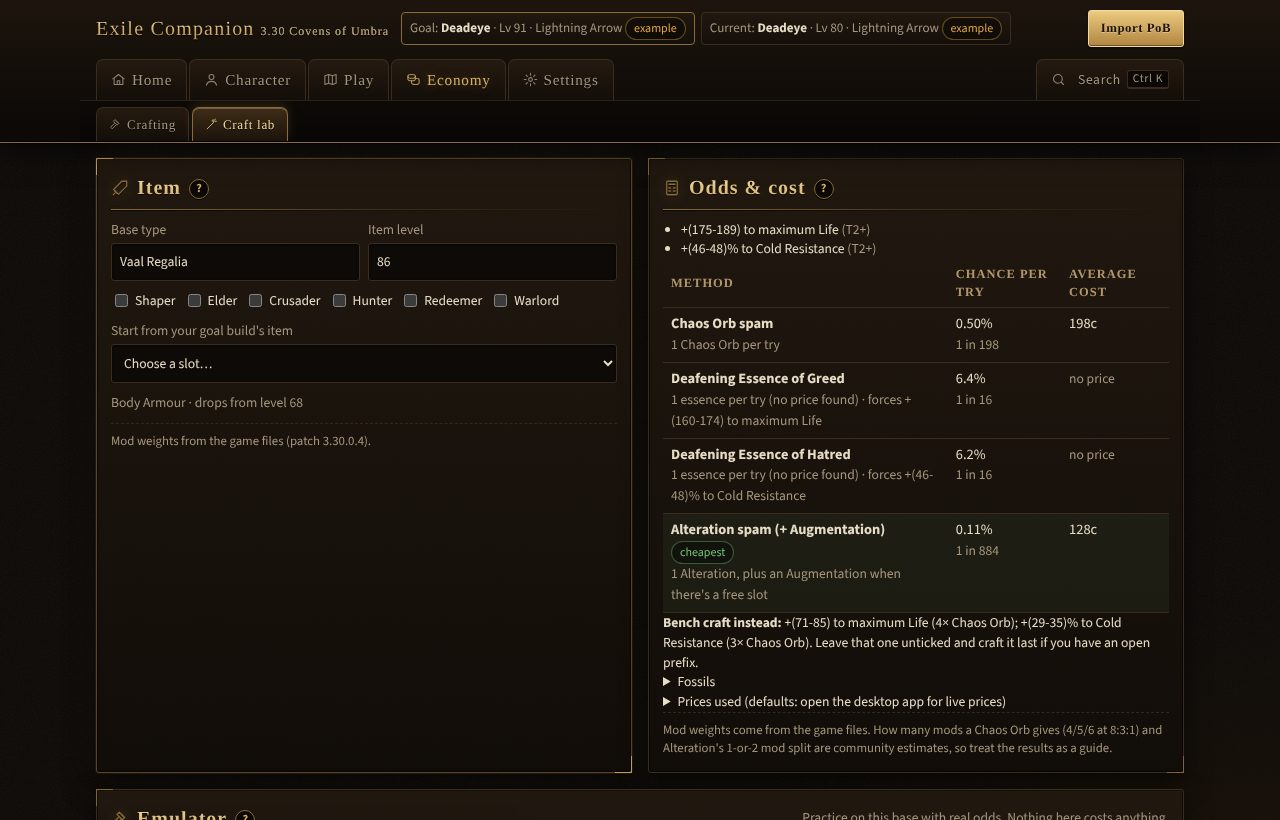 Exile Companion 3.30 Covens of Umbra
Goal: Deadeye · Lv 91 · Lightning Arrow example
Current: Deadeye · Lv 80 · Lightning Arrow example
Import PoB
Home
Character
Play
Economy
Settings
Search Ctrl K
Crafting
Craft lab
Item ?
Base type
Item level
Vaal Regalia
86
Shaper
Elder
Crusader
Hunter
Redeemer
Warlord
Start from your goal build's item
Choose a slot…
Body Armour · drops from level 68
Mod weights from the game files (patch 3.30.0.4).
Odds & cost ?
• +(175-189) to maximum Life (T2+)
• +(46-48)% to Cold Resistance (T2+)
METHOD
CHANCE PER
TRY
AVERAGE
COST
Chaos Orb spam
1 Chaos Orb per try
0.50%
1 in 198
198c
Deafening Essence of Greed
1 essence per try (no price found) · forces +
(160-174) to maximum Life
6.4%
1 in 16
no price
Deafening Essence of Hatred
1 essence per try (no price found) · forces +(46-
48)% to Cold Resistance
6.2%
1 in 16
no price
Alteration spam (+ Augmentation)
cheapest
1 Alteration, plus an Augmentation when
there's a free slot
0.11%
1 in 884
128c
Bench craft instead: +(71-85) to maximum Life (4× Chaos Orb); +(29-35)% to Cold
Resistance (3× Chaos Orb). Leave that one unticked and craft it last if you have an open
prefix.
Fossils
Prices used (defaults: open the desktop app for live prices)
Mod weights come from the game files. How many mods a Chaos Orb gives (4/5/6 at 8:3:1) and
Alteration's 1-or-2 mod split are community estimates, so treat the results as a guide.
Emulator ?
Practice on this base with real odds. Nothing here costs anything.